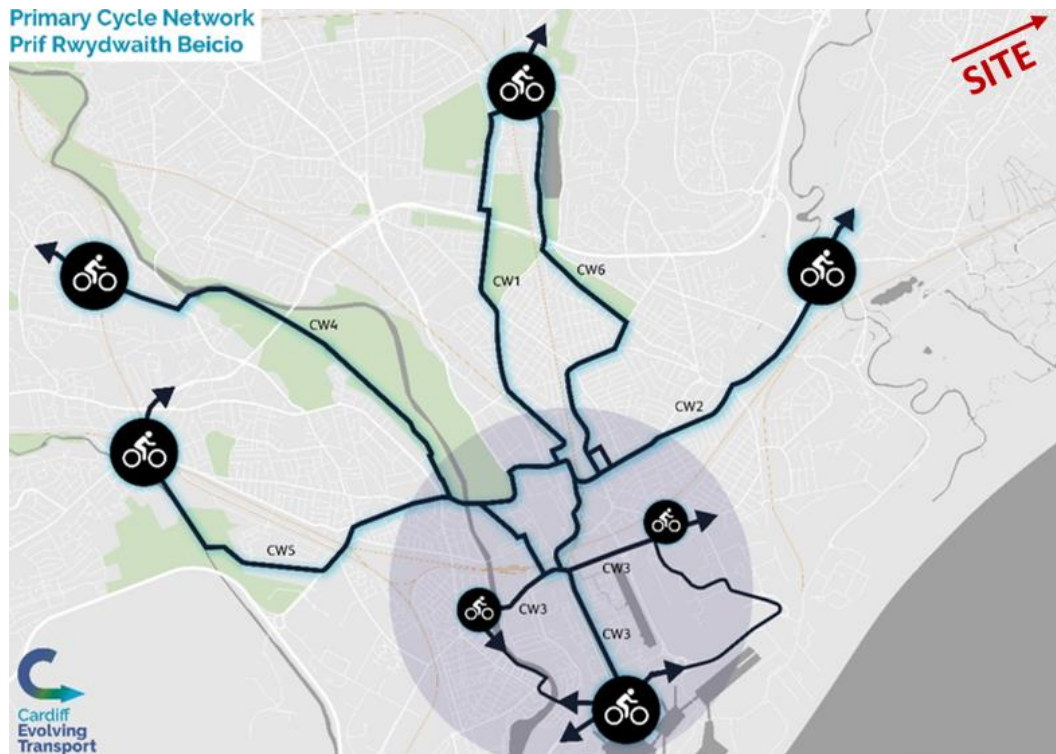 Primary Cycle Network
Prif Rwydwaith Beicio
SITE
CW1
CW6
CW4
CW2
CW5
CW3
CW3
CW3
Cardiff
Evolving
Transport